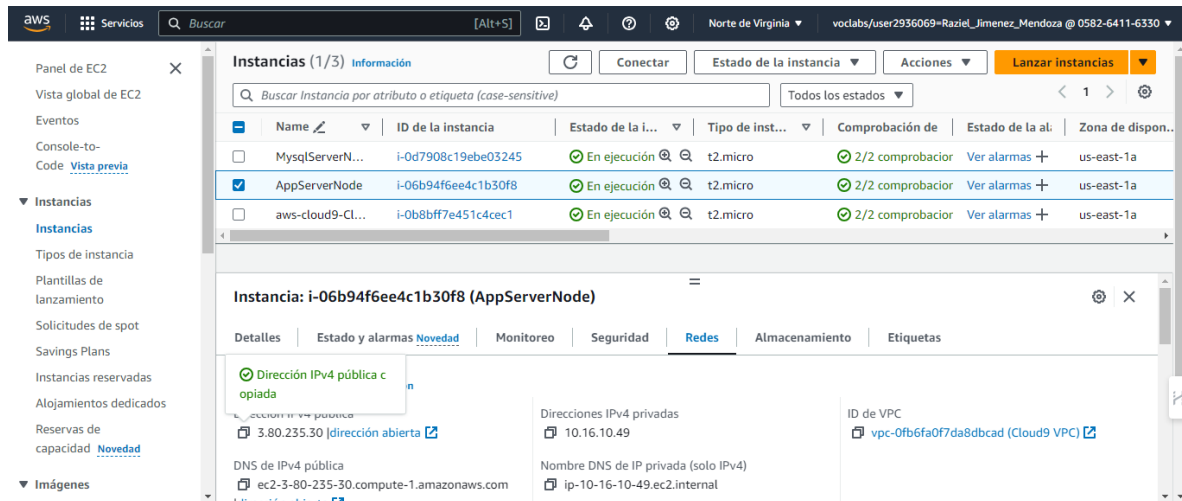 aws Servicios Buscar [Alt+S] Norte de Virginia voclabs/user2936069=Raziel_Jimenez_Mendoza @ 0582-6411-6330
Panel de EC2
Vista global de EC2
Eventos
Console-to-
Code Vista previa
Instancias
Instancias
Tipos de instancia
Plantillas de
lanzamiento
Solicitudes de spot
Savings Plans
Instancias reservadas
Alojamientos dedicados
Reservas de
capacidad Novedad
Imágenes
Instancias (1/3) Información Conectar Estado de la instancia Acciones Lanzar instancias
Buscar Instancia por atributo o etiqueta (case-sensitive) Todos los estados 1
Name ID de la instancia Estado de la i... Tipo de inst... Comprobación de Estado de la al Zona de dispon...
MysqlServerN... i-0d7908c19ebe03245 En ejecución t2.micro 2/2 comprobacior Ver alarmas + us-east-1a
AppServerNode i-06b94f6ee4c1b30f8 En ejecución t2.micro 2/2 comprobacior Ver alarmas + us-east-1a
aws-cloud9-Cl... i-0b8bff7e451c4cec1 En ejecución t2.micro 2/2 comprobacior Ver alarmas + us-east-1a
Instancia: i-06b94f6ee4c1b30f8 (AppServerNode)
Detalles Estado y alarmas Novedad Monitoreo Seguridad Redes Almacenamiento Etiquetas
Dirección IPv4 pública c
opiada
Dirección IPv4 pública Direcciones IPv4 privadas ID de VPC
3.80.235.30 |dirección abierta 10.16.10.49 vpc-0fb6fa0f7da8dbcad (Cloud9 VPC)
DNS de IPv4 pública Nombre DNS de IP privada (solo IPv4)
ec2-3-80-235-30.compute-1.amazonaws.com ip-10-16-10-49.ec2.internal